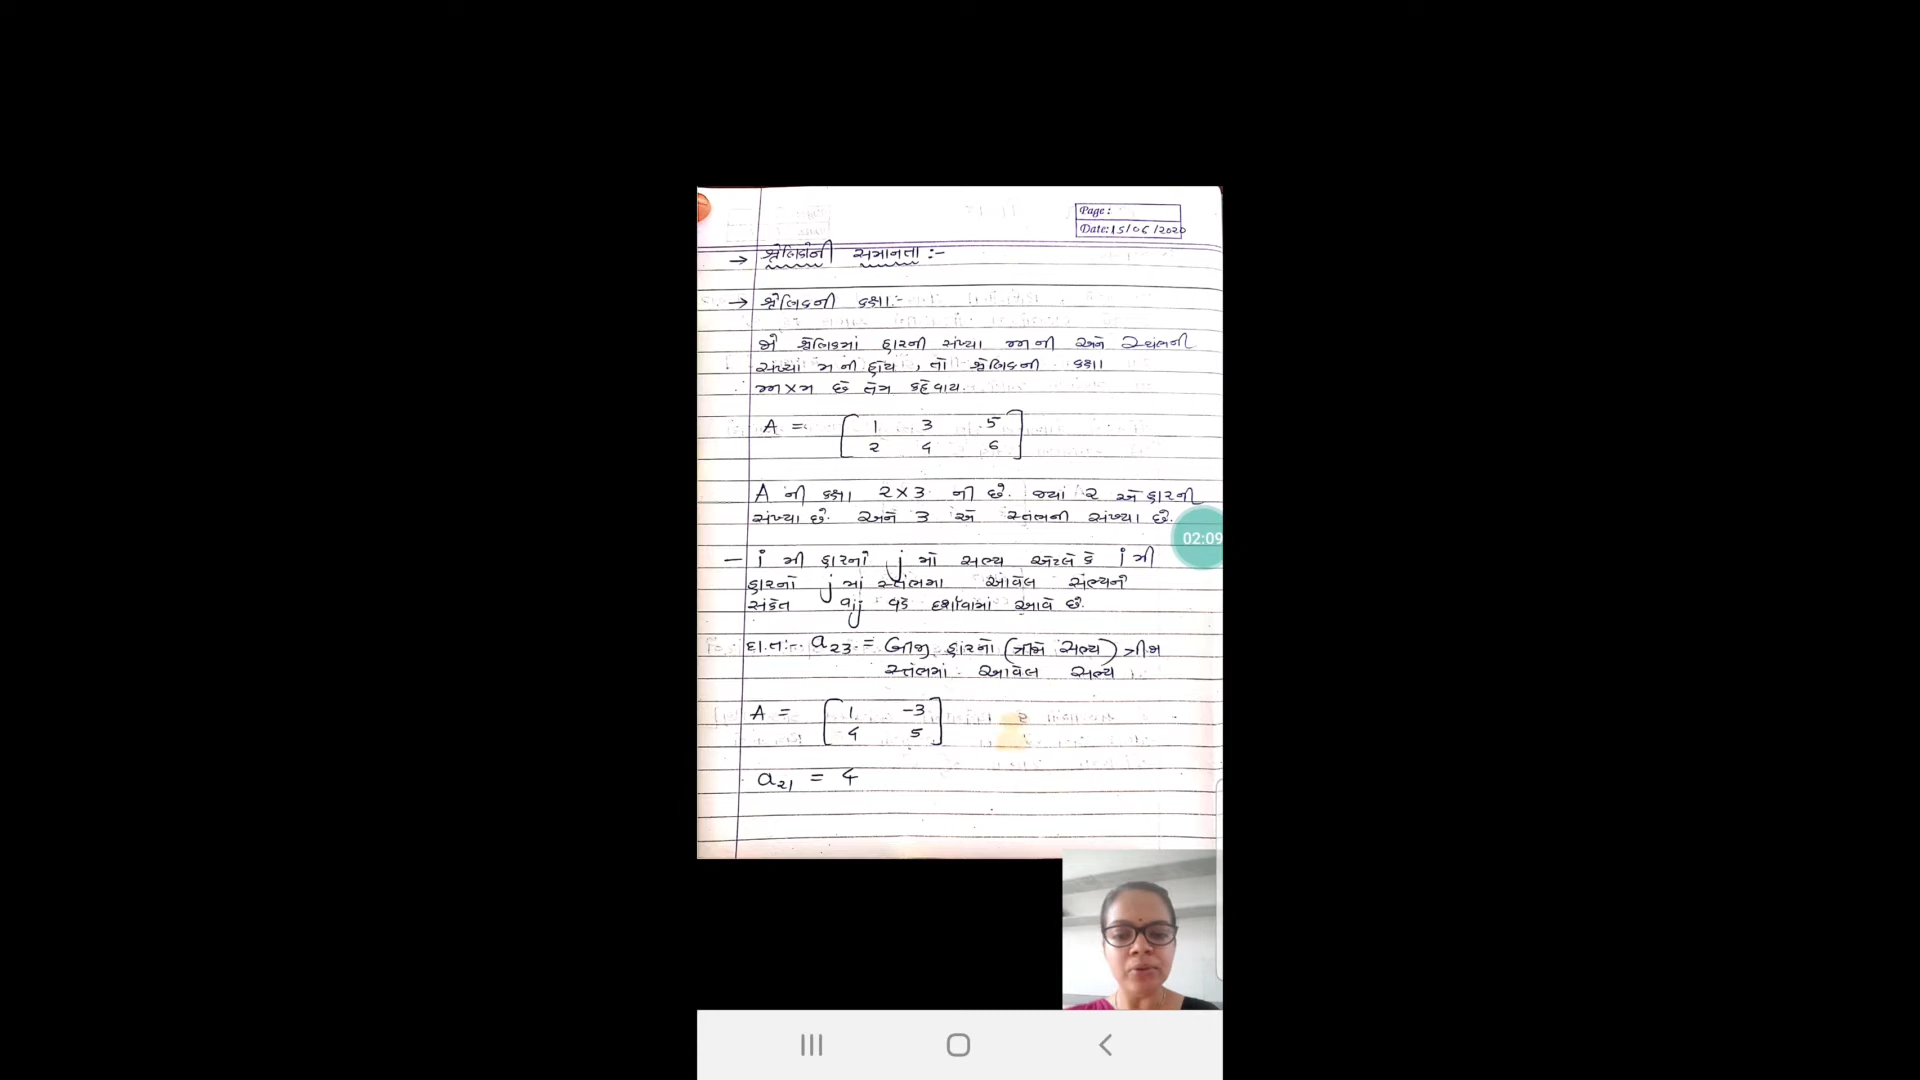 Page :
Date: 15/06/2020
→ શ્રેણિકોની સમાનતા :-
→ શ્રેણિકની કક્ષા :-
જો શ્રેણિકમાં હારની સંખ્યા m ની અને સ્થંભની
સંખ્યા n ની હોય , તો શ્રેણિકની કક્ષા
m×n છે તેમ કહેવાય.
A = [ 1 3 5
2 4 6 ]
A ની કક્ષા 2×3 ની છે. જ્યાં 2 એ હારની
સંખ્યા છે. અને 3 એ સ્તંભની સંખ્યા છે.
– i મી હારનો j મો સભ્ય એટલે કે i મી
હારનો j માં સ્તંભમા આવેલ સભ્યને
સંકેત aij વડે દર્શાવામાં આવે છે.
દા.ત:- a23 = બીજી હારનો (ત્રીજો સભ્ય) ત્રીજા
સ્તંભમાં આવેલ સભ્ય
A = [ 1 -3
4 5 ]
a21 = 4
02:09